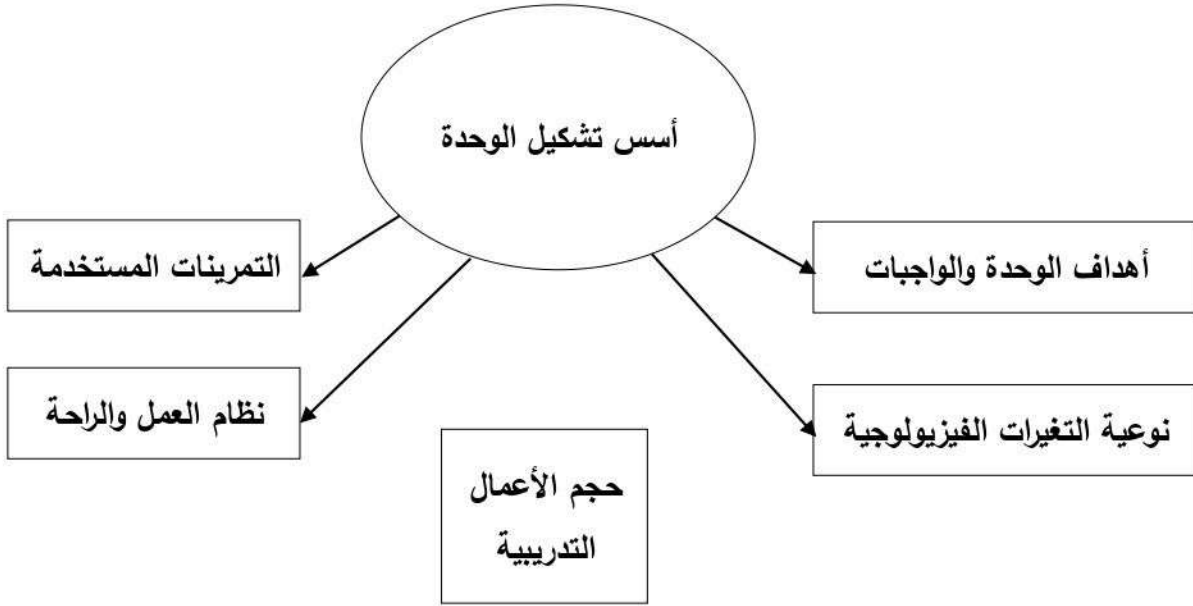 أسس تشكيل الوحدة
أهداف الوحدة والواجبات
التمرينات المستخدمة
نوعية التغيرات الفيزيولوجية
نظام العمل والراحة
حجم الأعمال
التدريبية